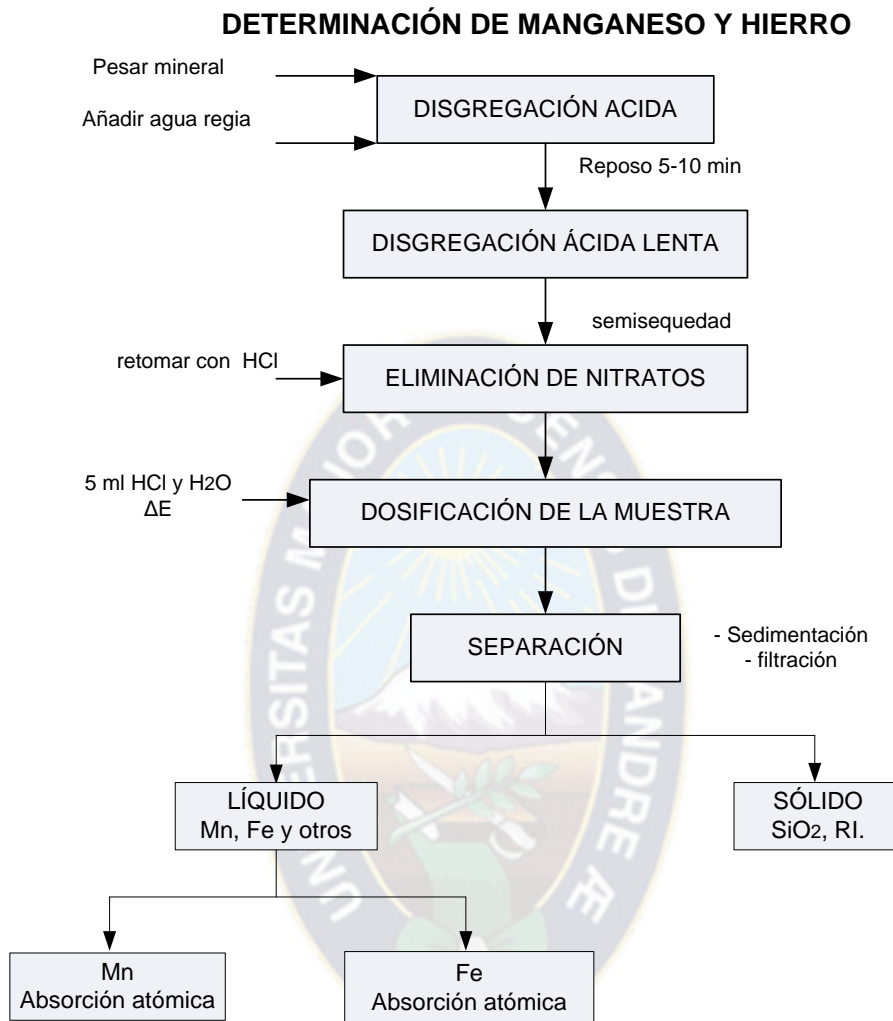 DETERMINACIÓN DE MANGANESO Y HIERRO
Pesar mineral
Añadir agua regia
DISGREGACIÓN ACIDA
Reposo 5-10 min
DISGREGACIÓN ÁCIDA LENTA
semisequedad
retomar con HCl
ELIMINACIÓN DE NITRATOS
5 ml HCl y H2O
ΔE
DOSIFICACIÓN DE LA MUESTRA
SEPARACIÓN
- Sedimentación
- filtración
LÍQUIDO
Mn, Fe y otros
SÓLIDO
SiO2, RI.
Mn
Absorción atómica
Fe
Absorción atómica